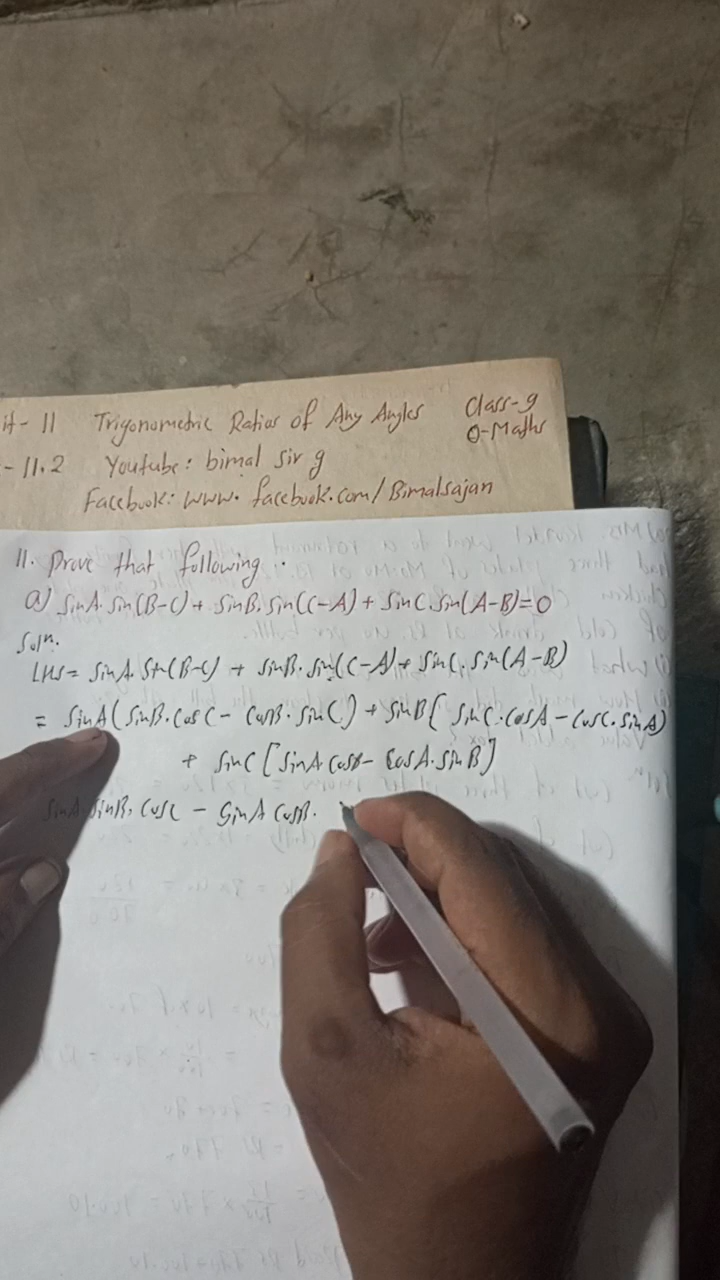 it- 11 Trigonometric Ratios of Any Angles Class-9
- 11.2 Youtube: bimal sir g O-Maths
Facebook: www. facebook.com/Bimalsajan
11. Prove that following.
a) SinA. sin(B-C) + SinB. sin(C-A) + SinC. sin(A-B)=0
Solⁿ.
LHS = SinA. Sin(B-C) + SinB. Sin(C-A) + SinC. Sin(A-B)
= SinA(SinB. CosC - CosB. SinC) + SinB[SinC. CosA - CosC. SinA)
+ SinC [SinA CosB - CosA. SinB]
SinA SinB. CosC - SinA CosB.